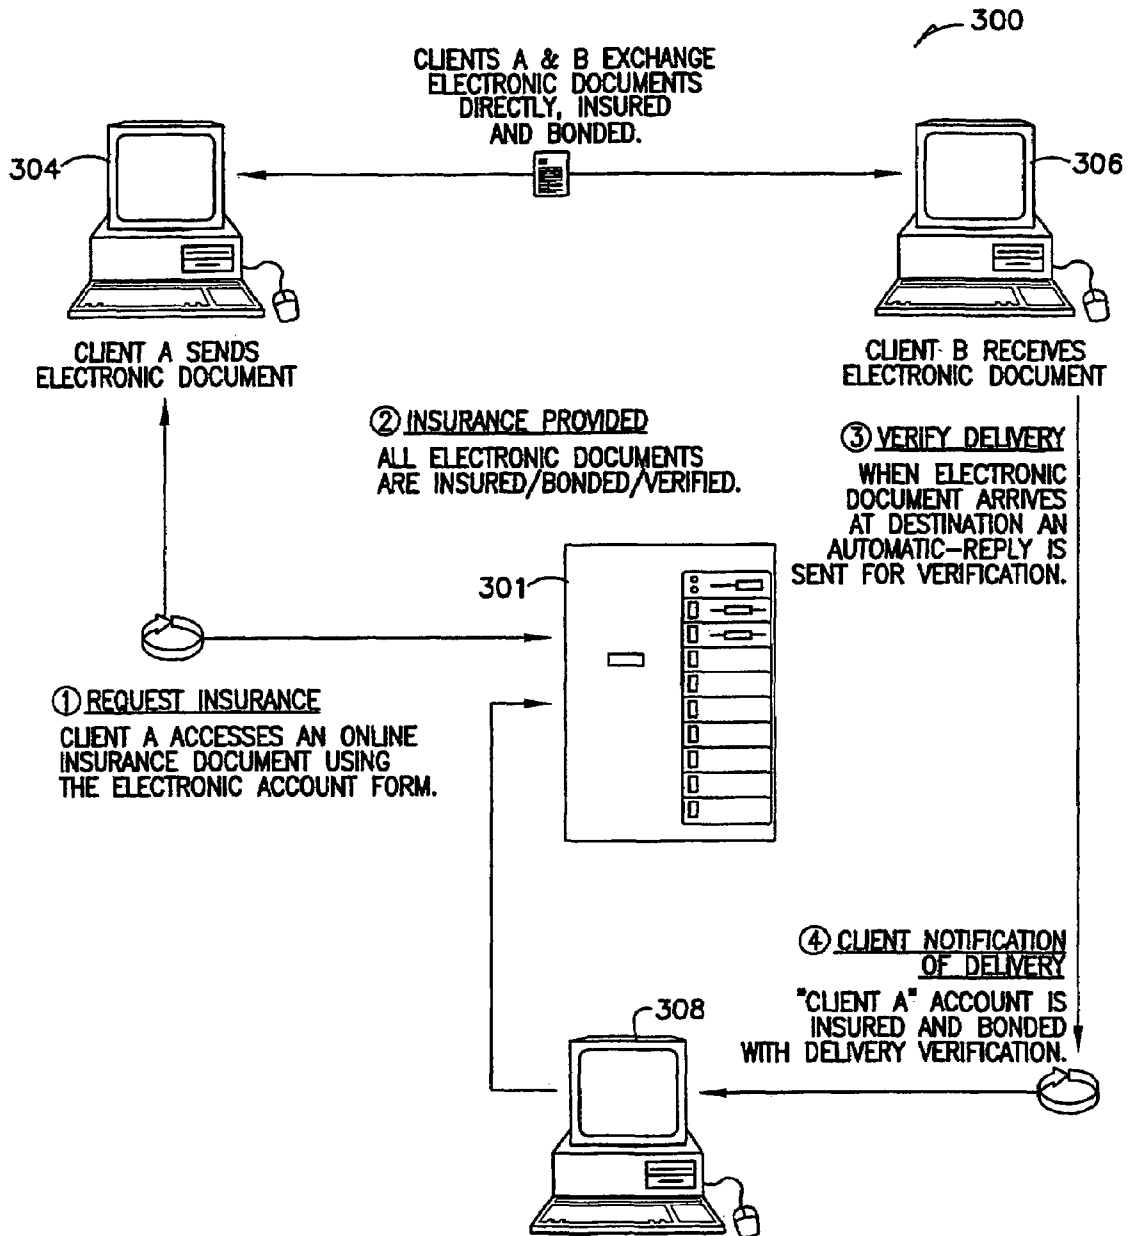 300
CLIENTS A & B EXCHANGE
ELECTRONIC DOCUMENTS
DIRECTLY, INSURED
AND BONDED.
304
306
CLIENT A SENDS
ELECTRONIC DOCUMENT
CLIENT B RECEIVES
ELECTRONIC DOCUMENT
② INSURANCE PROVIDED
ALL ELECTRONIC DOCUMENTS
ARE INSURED/BONDED/VERIFIED.
③ VERIFY DELIVERY
WHEN ELECTRONIC
DOCUMENT ARRIVES
AT DESTINATION AN
AUTOMATIC-REPLY IS
SENT FOR VERIFICATION.
301
① REQUEST INSURANCE
CLIENT A ACCESSES AN ONLINE
INSURANCE DOCUMENT USING
THE ELECTRONIC ACCOUNT FORM.
④ CLIENT NOTIFICATION
OF DELIVERY
"CLIENT A" ACCOUNT IS
INSURED AND BONDED
WITH DELIVERY VERIFICATION.
308